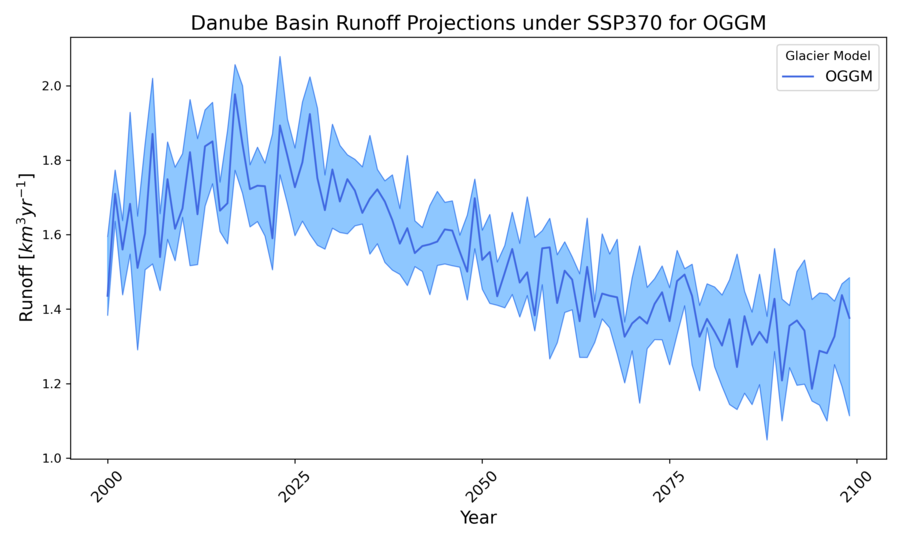 Danube Basin Runoff Projections under SSP370 for OGGM
Glacier Model
OGGM
2.0
1.8
1.6
1.4
1.2
1.0
Runoff [km³yr⁻¹]
2000
2025
2050
2075
2100
Year